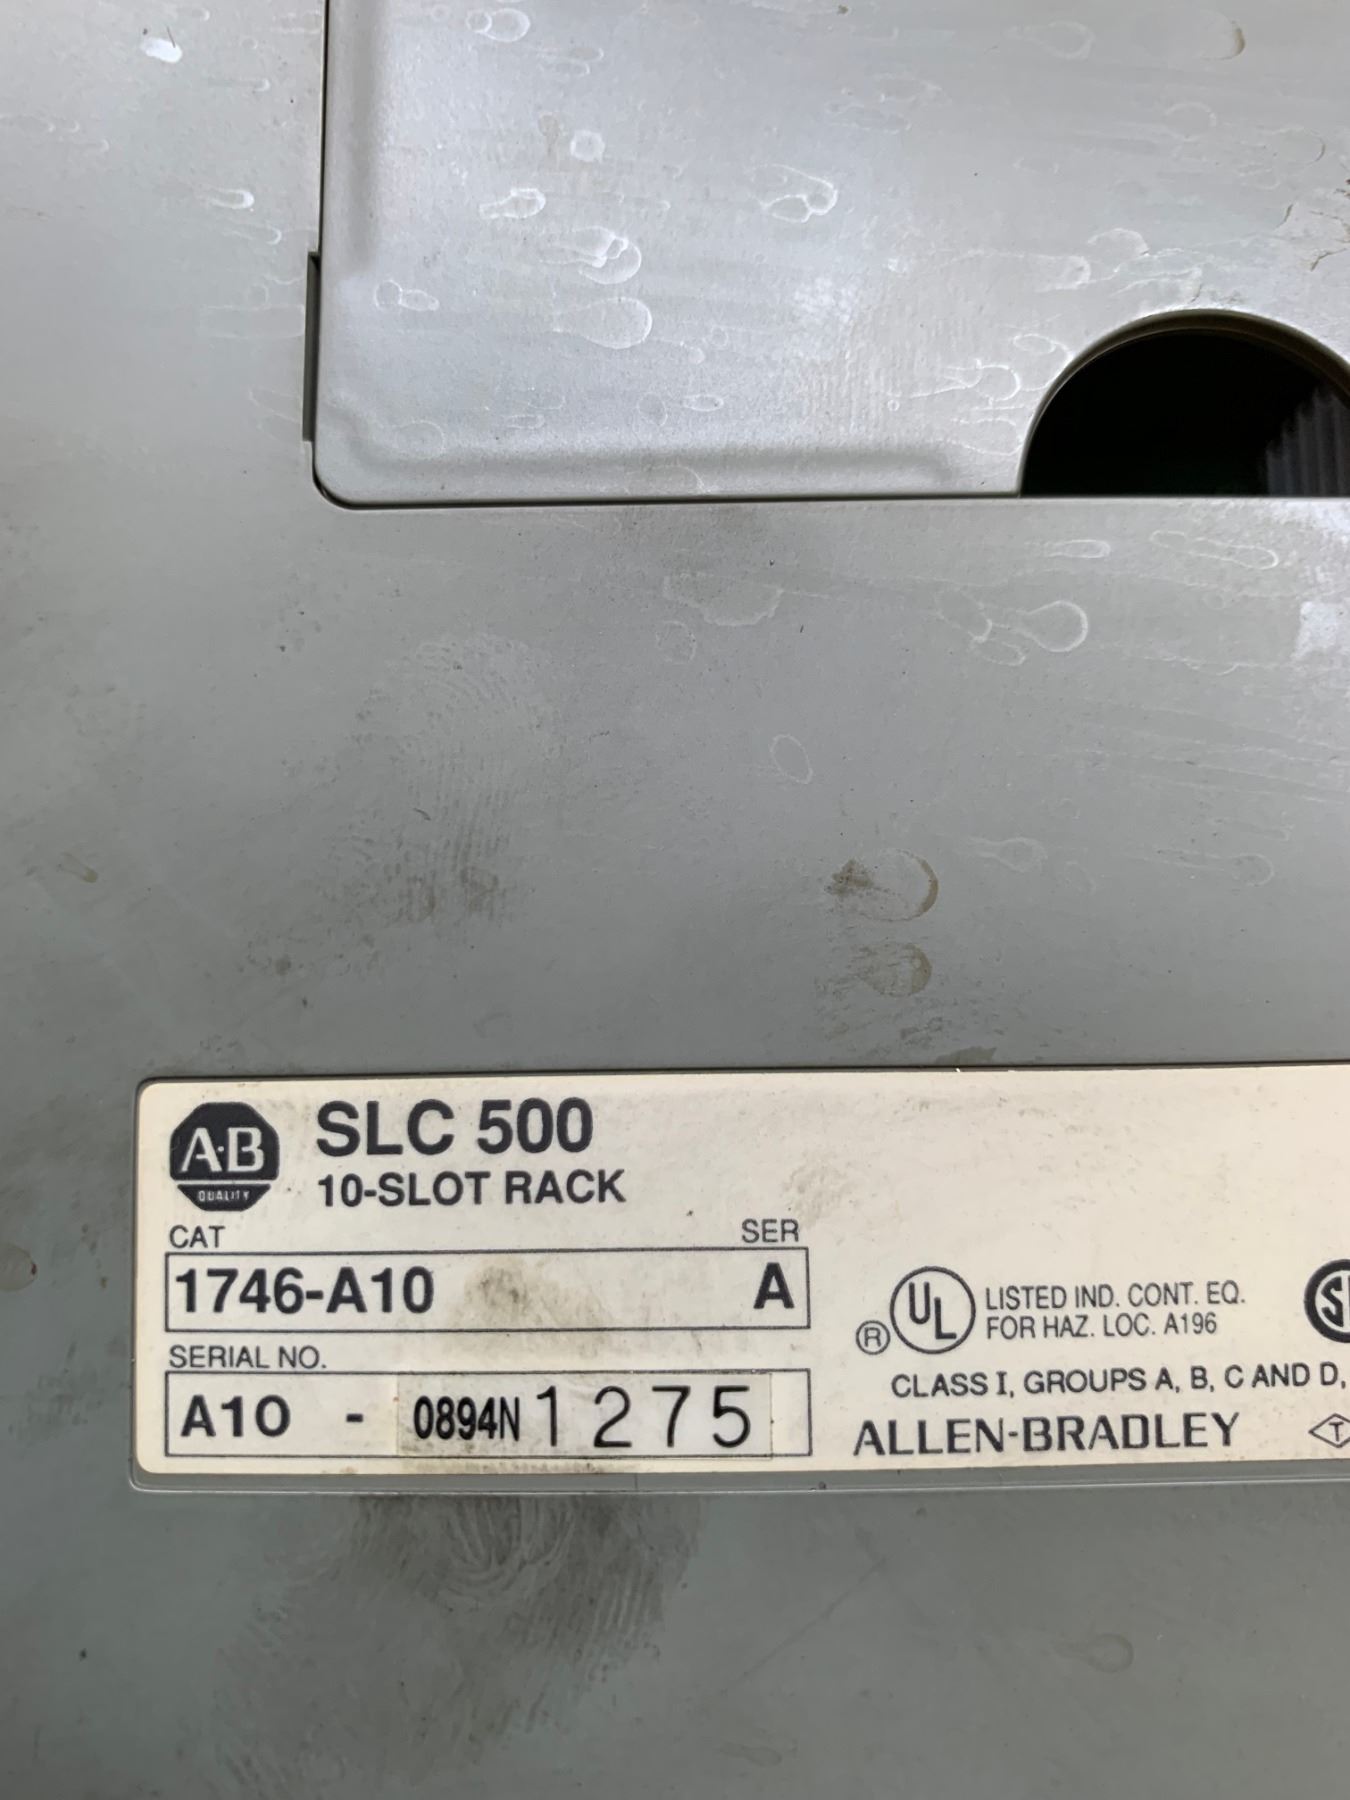 A·B
QUALITY
SLC 500
10-SLOT RACK
CAT
SER
1746-A10
A
SERIAL NO.
A10 - 0894N 1275
UL
®
LISTED IND. CONT. EQ.
FOR HAZ. LOC. A196
CLASS I, GROUPS A, B, C AND D,
ALLEN-BRADLEY
T